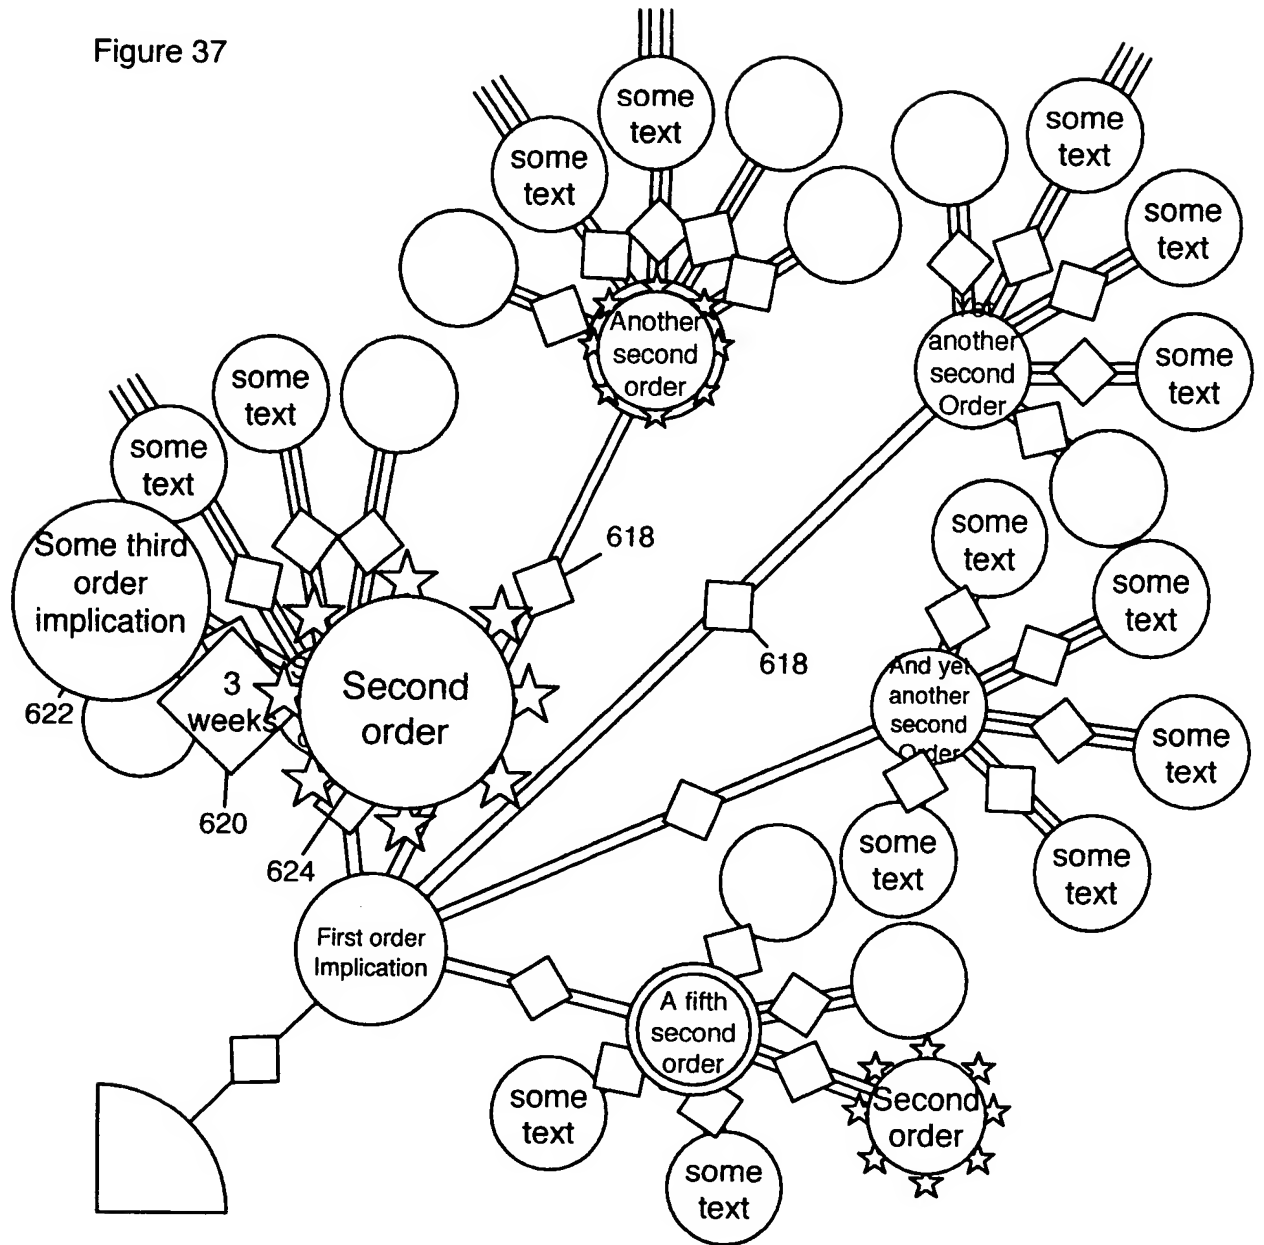 Figure 37
some
text
some
text
some
text
some
text
Another
second
order
another
second
Order
some
text
some
text
some
text
Some third
order
implication
618
some
text
some
text
618
Second
order
3
weeks
622
620
624
And yet
another
second
Order
some
text
some
text
some
text
First order
Implication
A fifth
second
order
some
text
some
text
Second
order